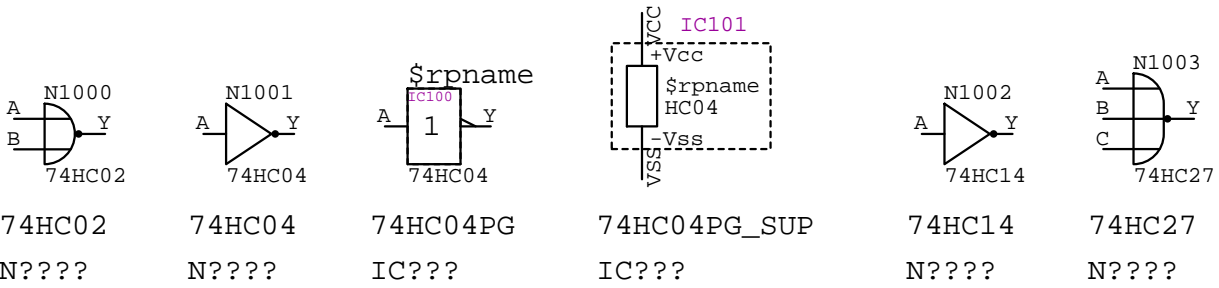 N1000
A
B
Y
74HC02
74HC02
N????
N1001
A
Y
74HC04
74HC04
N????
$rpname
IC100
A
1
Y
74HC04
74HC04PG
IC???
VCC
IC101
+Vcc
$rpname
HC04
-Vss
VSS
74HC04PG_SUP
IC???
N1002
A
Y
74HC14
74HC14
N????
N1003
A
B
C
Y
74HC27
74HC27
N????